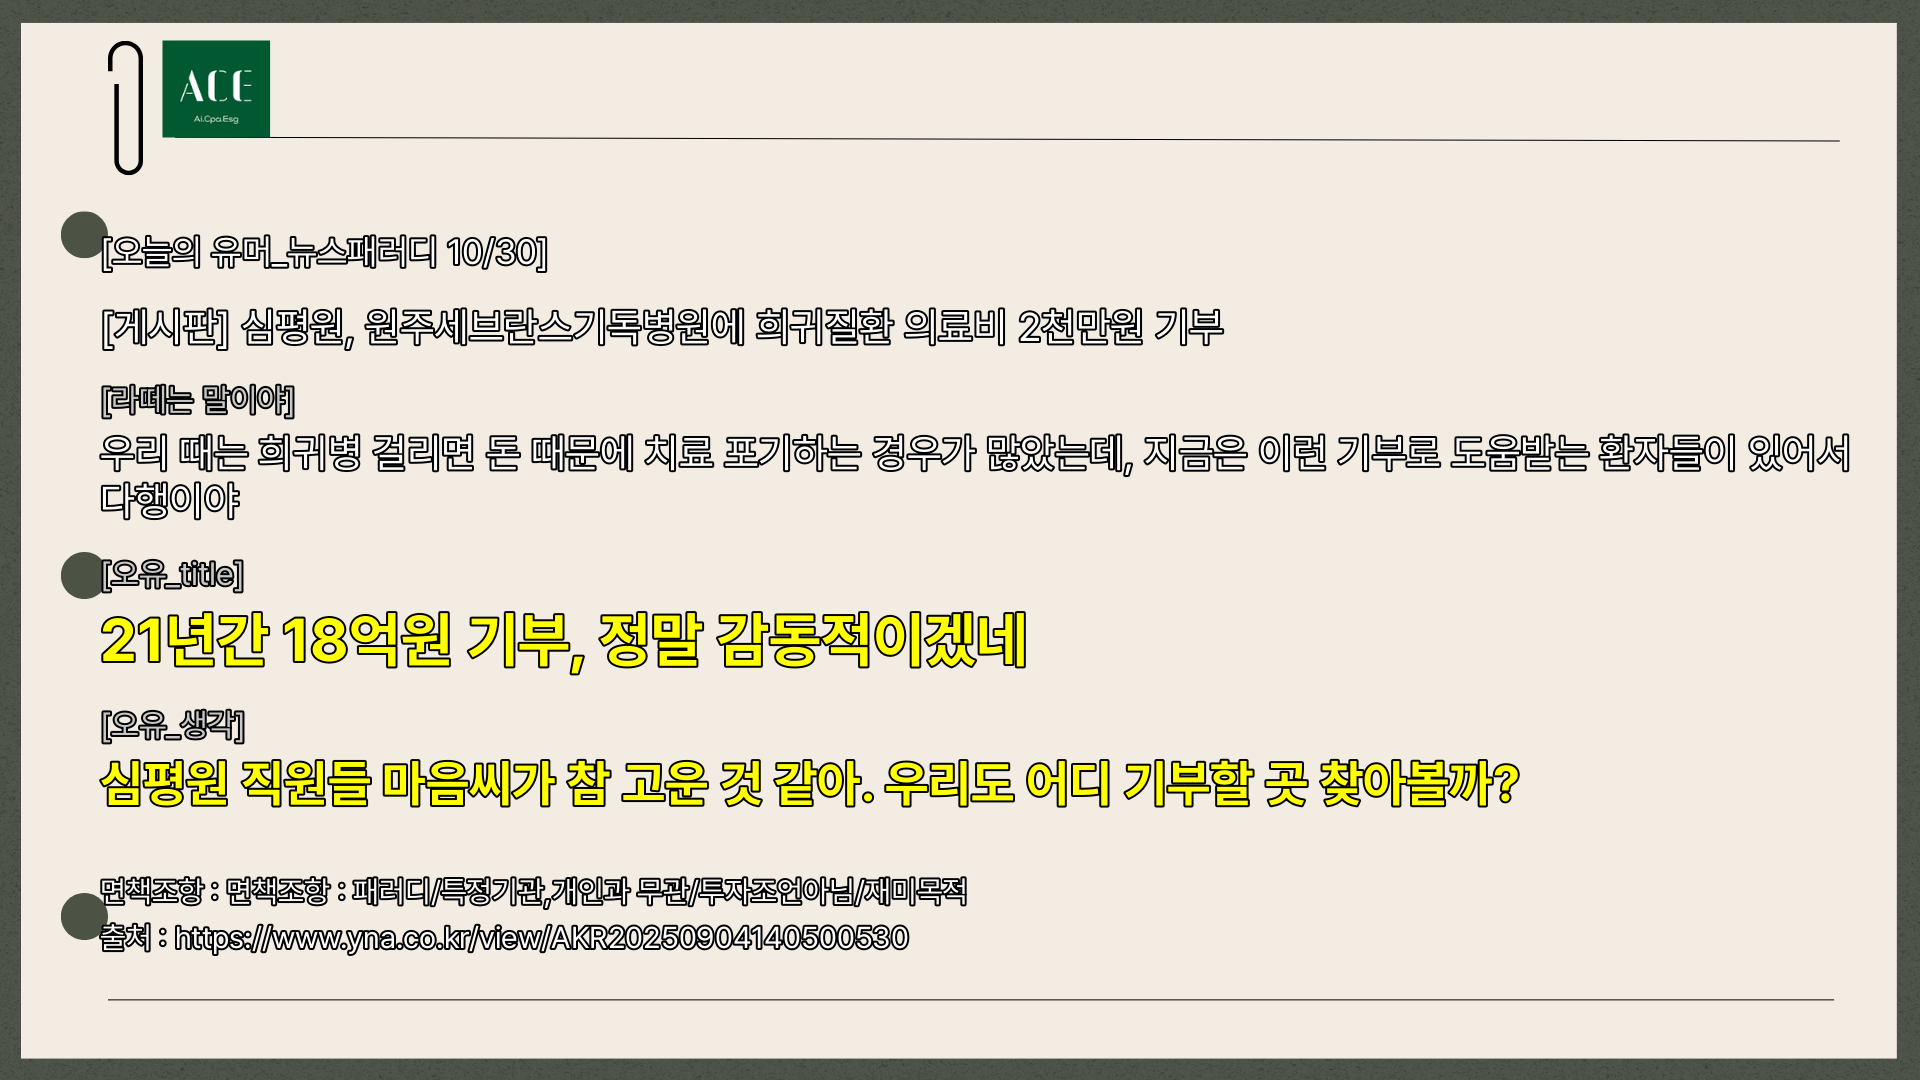 ACE
Ai.Cpa.Esg
[오늘의 유머_뉴스패러디 10/30]
[게시판] 심평원, 원주세브란스기독병원에 희귀질환 의료비 2천만원 기부
[라떼는 말이야]
우리 때는 희귀병 걸리면 돈 때문에 치료 포기하는 경우가 많았는데, 지금은 이런 기부로 도움받는 환자들이 있어서
다행이야
[오유_title]
21년간 18억원 기부, 정말 감동적이겠네
[오유_생각]
심평원 직원들 마음씨가 참 고운 것 같아. 우리도 어디 기부할 곳 찾아볼까?
면책조항 : 면책조항 : 패러디/특정기관,개인과 무관/투자조언아님/재미목적
출처 : https://www.yna.co.kr/view/AKR20250904140500530